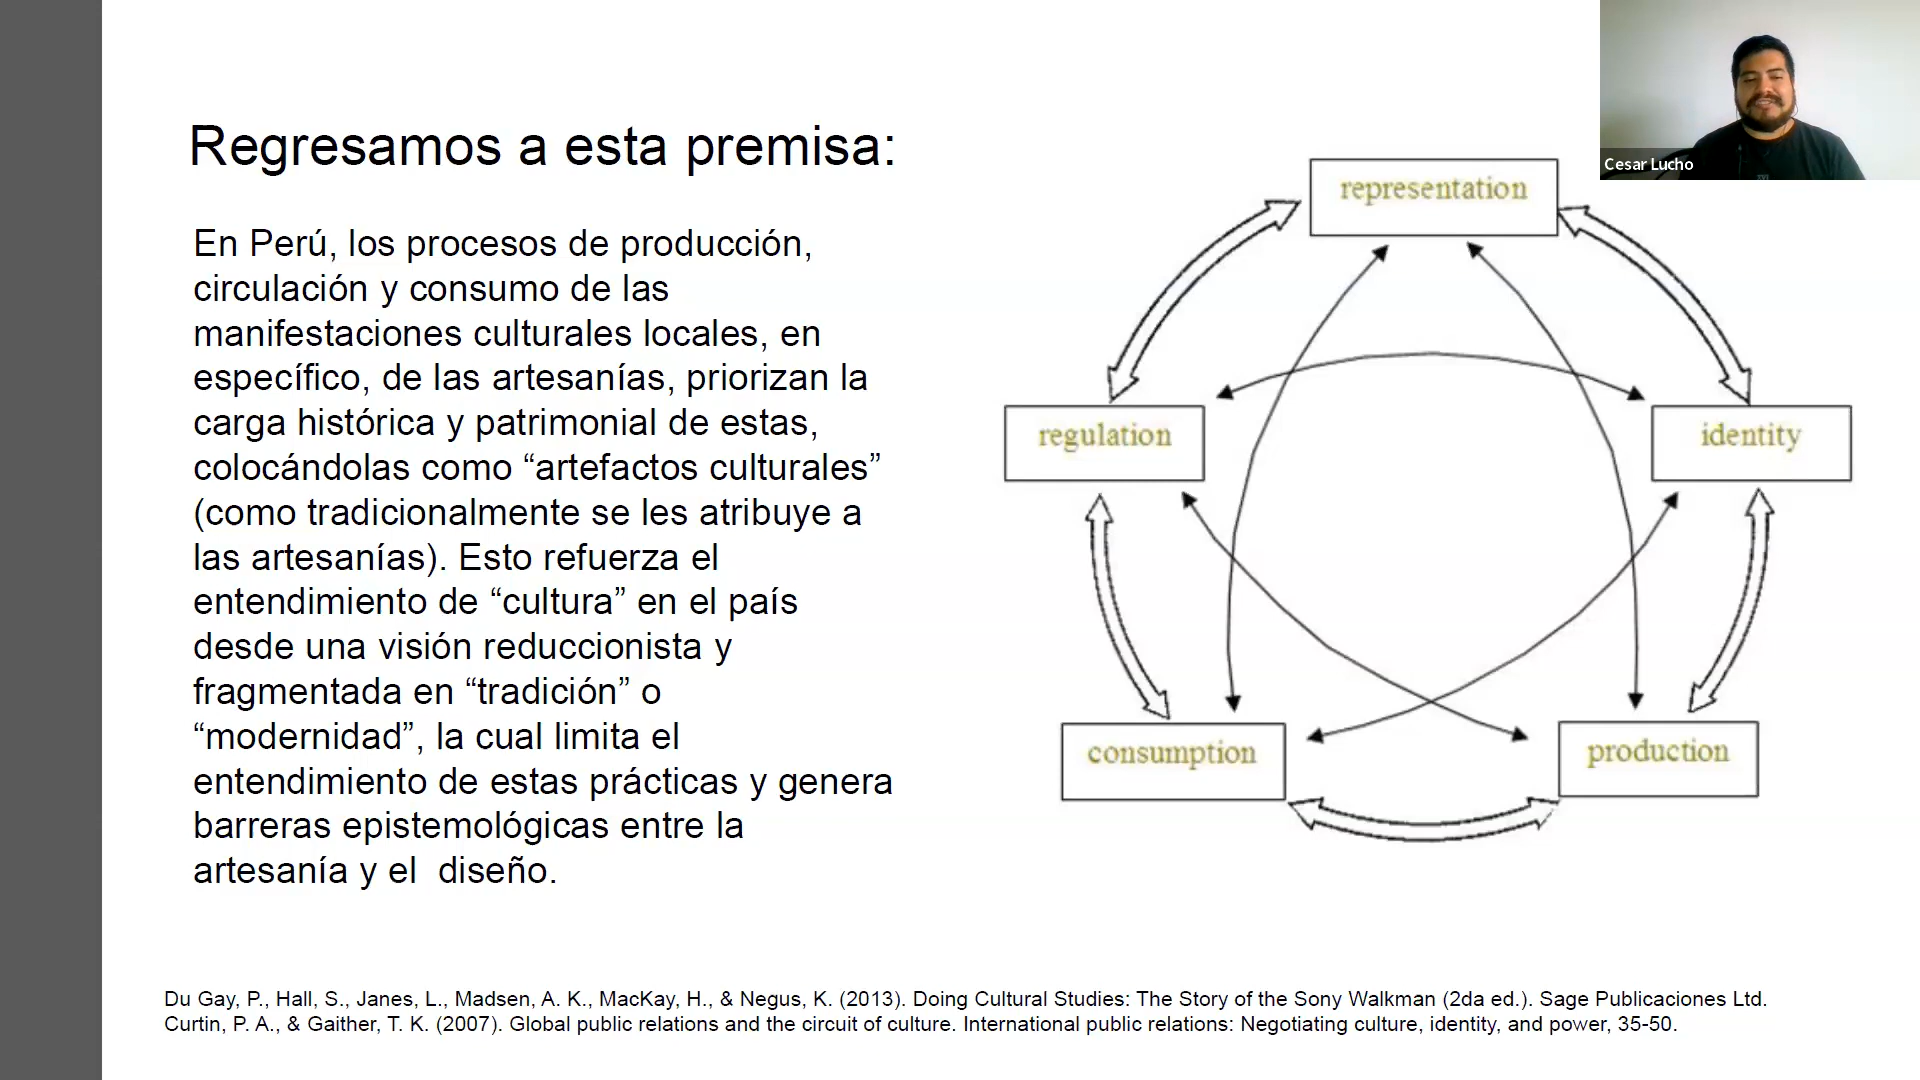 Regresamos a esta premisa:
En Perú, los procesos de producción,
circulación y consumo de las
manifestaciones culturales locales, en
específico, de las artesanías, priorizan la
carga histórica y patrimonial de estas,
colocándolas como “artefactos culturales”
(como tradicionalmente se les atribuye a
las artesanías). Esto refuerza el
entendimiento de “cultura” en el país
desde una visión reduccionista y
fragmentada en “tradición” o
“modernidad”, la cual limita el
entendimiento de estas prácticas y genera
barreras epistemológicas entre la
artesanía y el  diseño.
Cesar Lucho
representation
regulation
identity
consumption
production
Du Gay, P., Hall, S., Janes, L., Madsen, A. K., MacKay, H., & Negus, K. (2013). Doing Cultural Studies: The Story of the Sony Walkman (2da ed.). Sage Publicaciones Ltd.
Curtin, P. A., & Gaither, T. K. (2007). Global public relations and the circuit of culture. International public relations: Negotiating culture, identity, and power, 35-50.